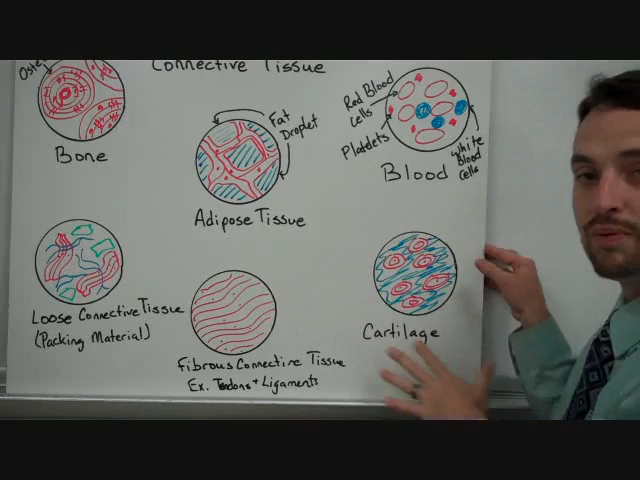 Connective Tissue
Oste
Bone
Fat
Droplet
Adipose Tissue
Red Blood
Cells
Platelets
White
Blood
Cells
Blood
Loose Connective Tissue
(Packing Material)
Fibrous Connective Tissue
Ex. Tendons + Ligaments
Cartilage